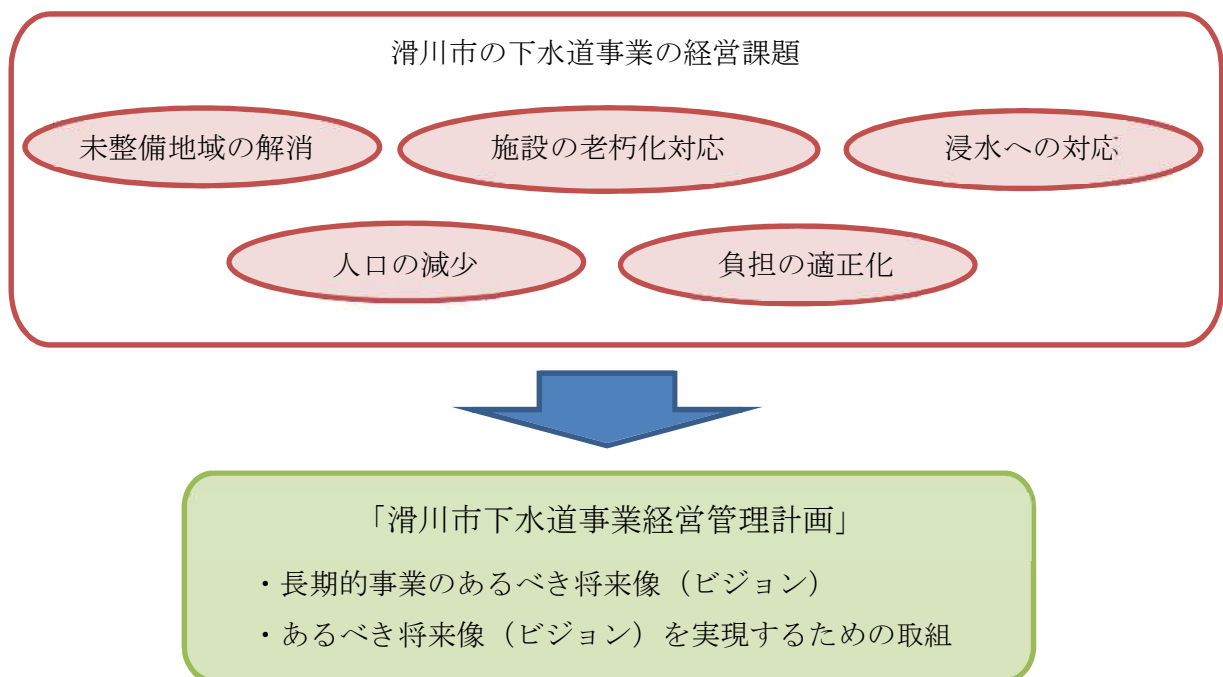 滑川市の下水道事業の経営課題
未整備地域の解消
施設の老朽化対応
浸水への対応
人口の減少
負担の適正化
「滑川市下水道事業経営管理計画」
・長期的事業のあるべき将来像（ビジョン）
・あるべき将来像（ビジョン）を実現するための取組